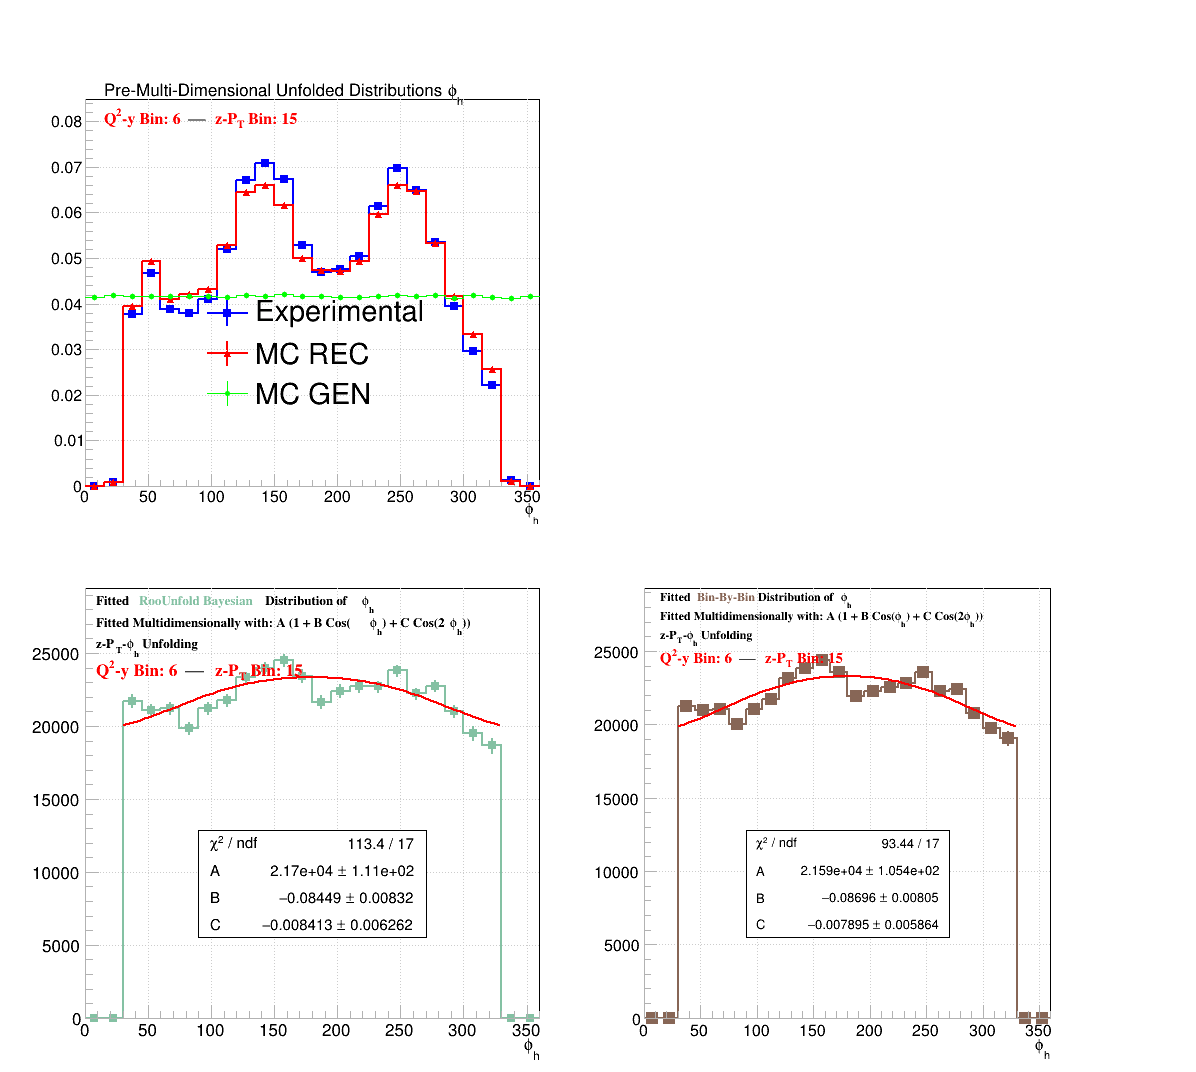 Pre-Multi-Dimensional Unfolded Distributions ϕh
Q2-y Bin: 6 — z-PT Bin: 15
0.08
0.07
0.06
0.05
0.04
0.03
0.02
0.01
0
Experimental
MC REC
MC GEN
0 50 100 150 200 250 300 350
ϕh
Fitted RooUnfold Bayesian Distribution of ϕh
Fitted Multidimensionally with: A (1 + B Cos(ϕh) + C Cos(2 ϕh))
z-PT-ϕh Unfolding
Q2-y Bin: 6 — z-PT Bin: 15
25000
20000
15000
10000
5000
0
χ2 / ndf 113.4 / 17
A 2.17e+04 ± 1.11e+02
B −0.08449 ± 0.00832
C −0.008413 ± 0.006262
0 50 100 150 200 250 300 350
ϕh
Fitted Bin-By-Bin Distribution of ϕh
Fitted Multidimensionally with: A (1 + B Cos(ϕh) + C Cos(2ϕh))
z-PT-ϕh Unfolding
Q2-y Bin: 6 — z-PT Bin: 15
25000
20000
15000
10000
5000
0
χ2 / ndf 93.44 / 17
A 2.159e+04 ± 1.054e+02
B −0.08696 ± 0.00805
C −0.007895 ± 0.005864
0 50 100 150 200 250 300 350
ϕh